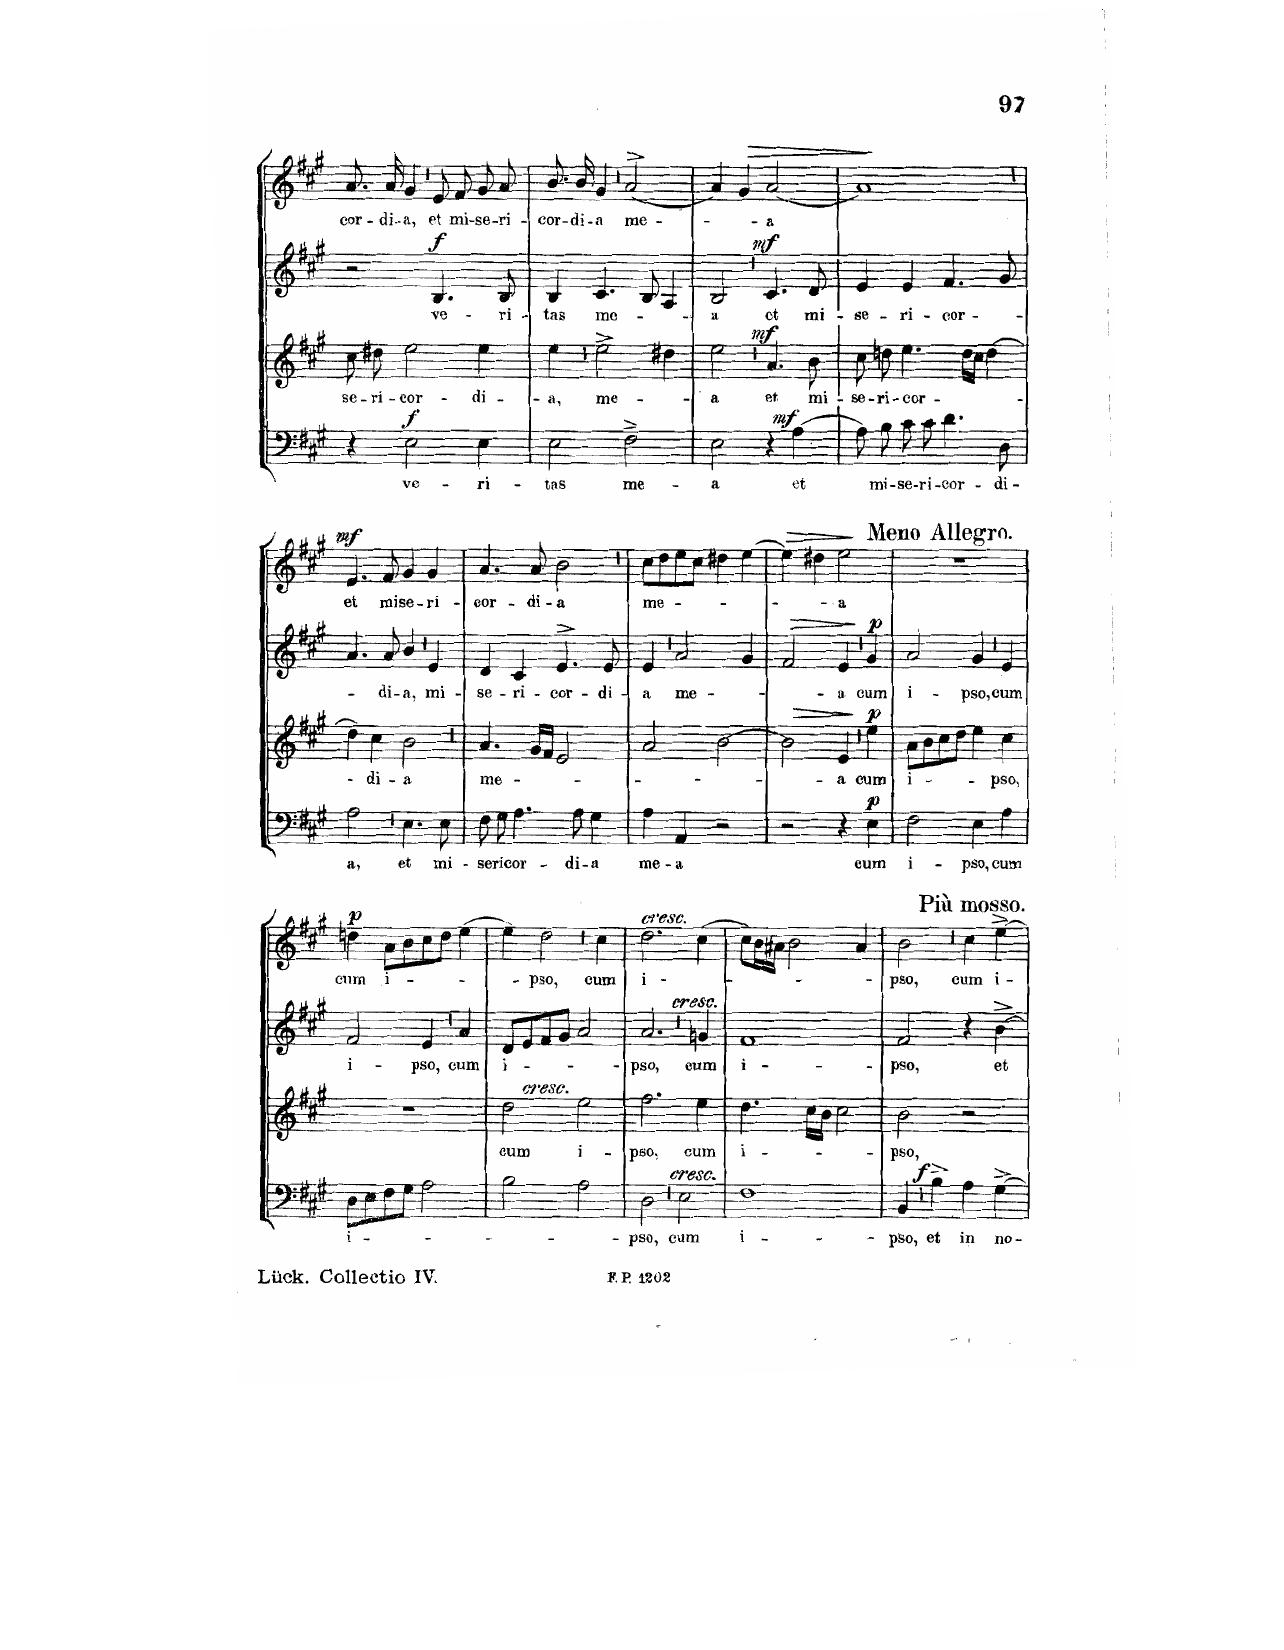 97
cor - di - a, et mi-se-ri - cor-di-a me - - - a
f mf
ve - ri - tas me - - a et mi - se - ri - cor -
mf
se - ri - cor - di - a, me - - a et mi - se - ri - cor - -
f mf
ve - ri - tas me - a et mi-se-ri-cor - di -
mf Meno Allegro.
et mise-ri - cor - di - a me - - - - a
p
- di-a, mi - se - ri - cor - di - a me - - - a cum i - pso, cum
p
- di - a me - - - - - a cum i - - pso,
p
a, et mi - sericor - di-a me-a cum i - pso, cum
Più mosso.
p cresc.
cum i - - - - pso, cum i - - - - pso, cum i -
cresc.
i - pso, cum i - - - pso, cum i - - - pso, et
cresc.
cum i - pso, cum i - - - pso,
cresc. f
i - - - - - pso, cum i - - - pso, et in no-
Lück. Collectio IV. F. P. 1202